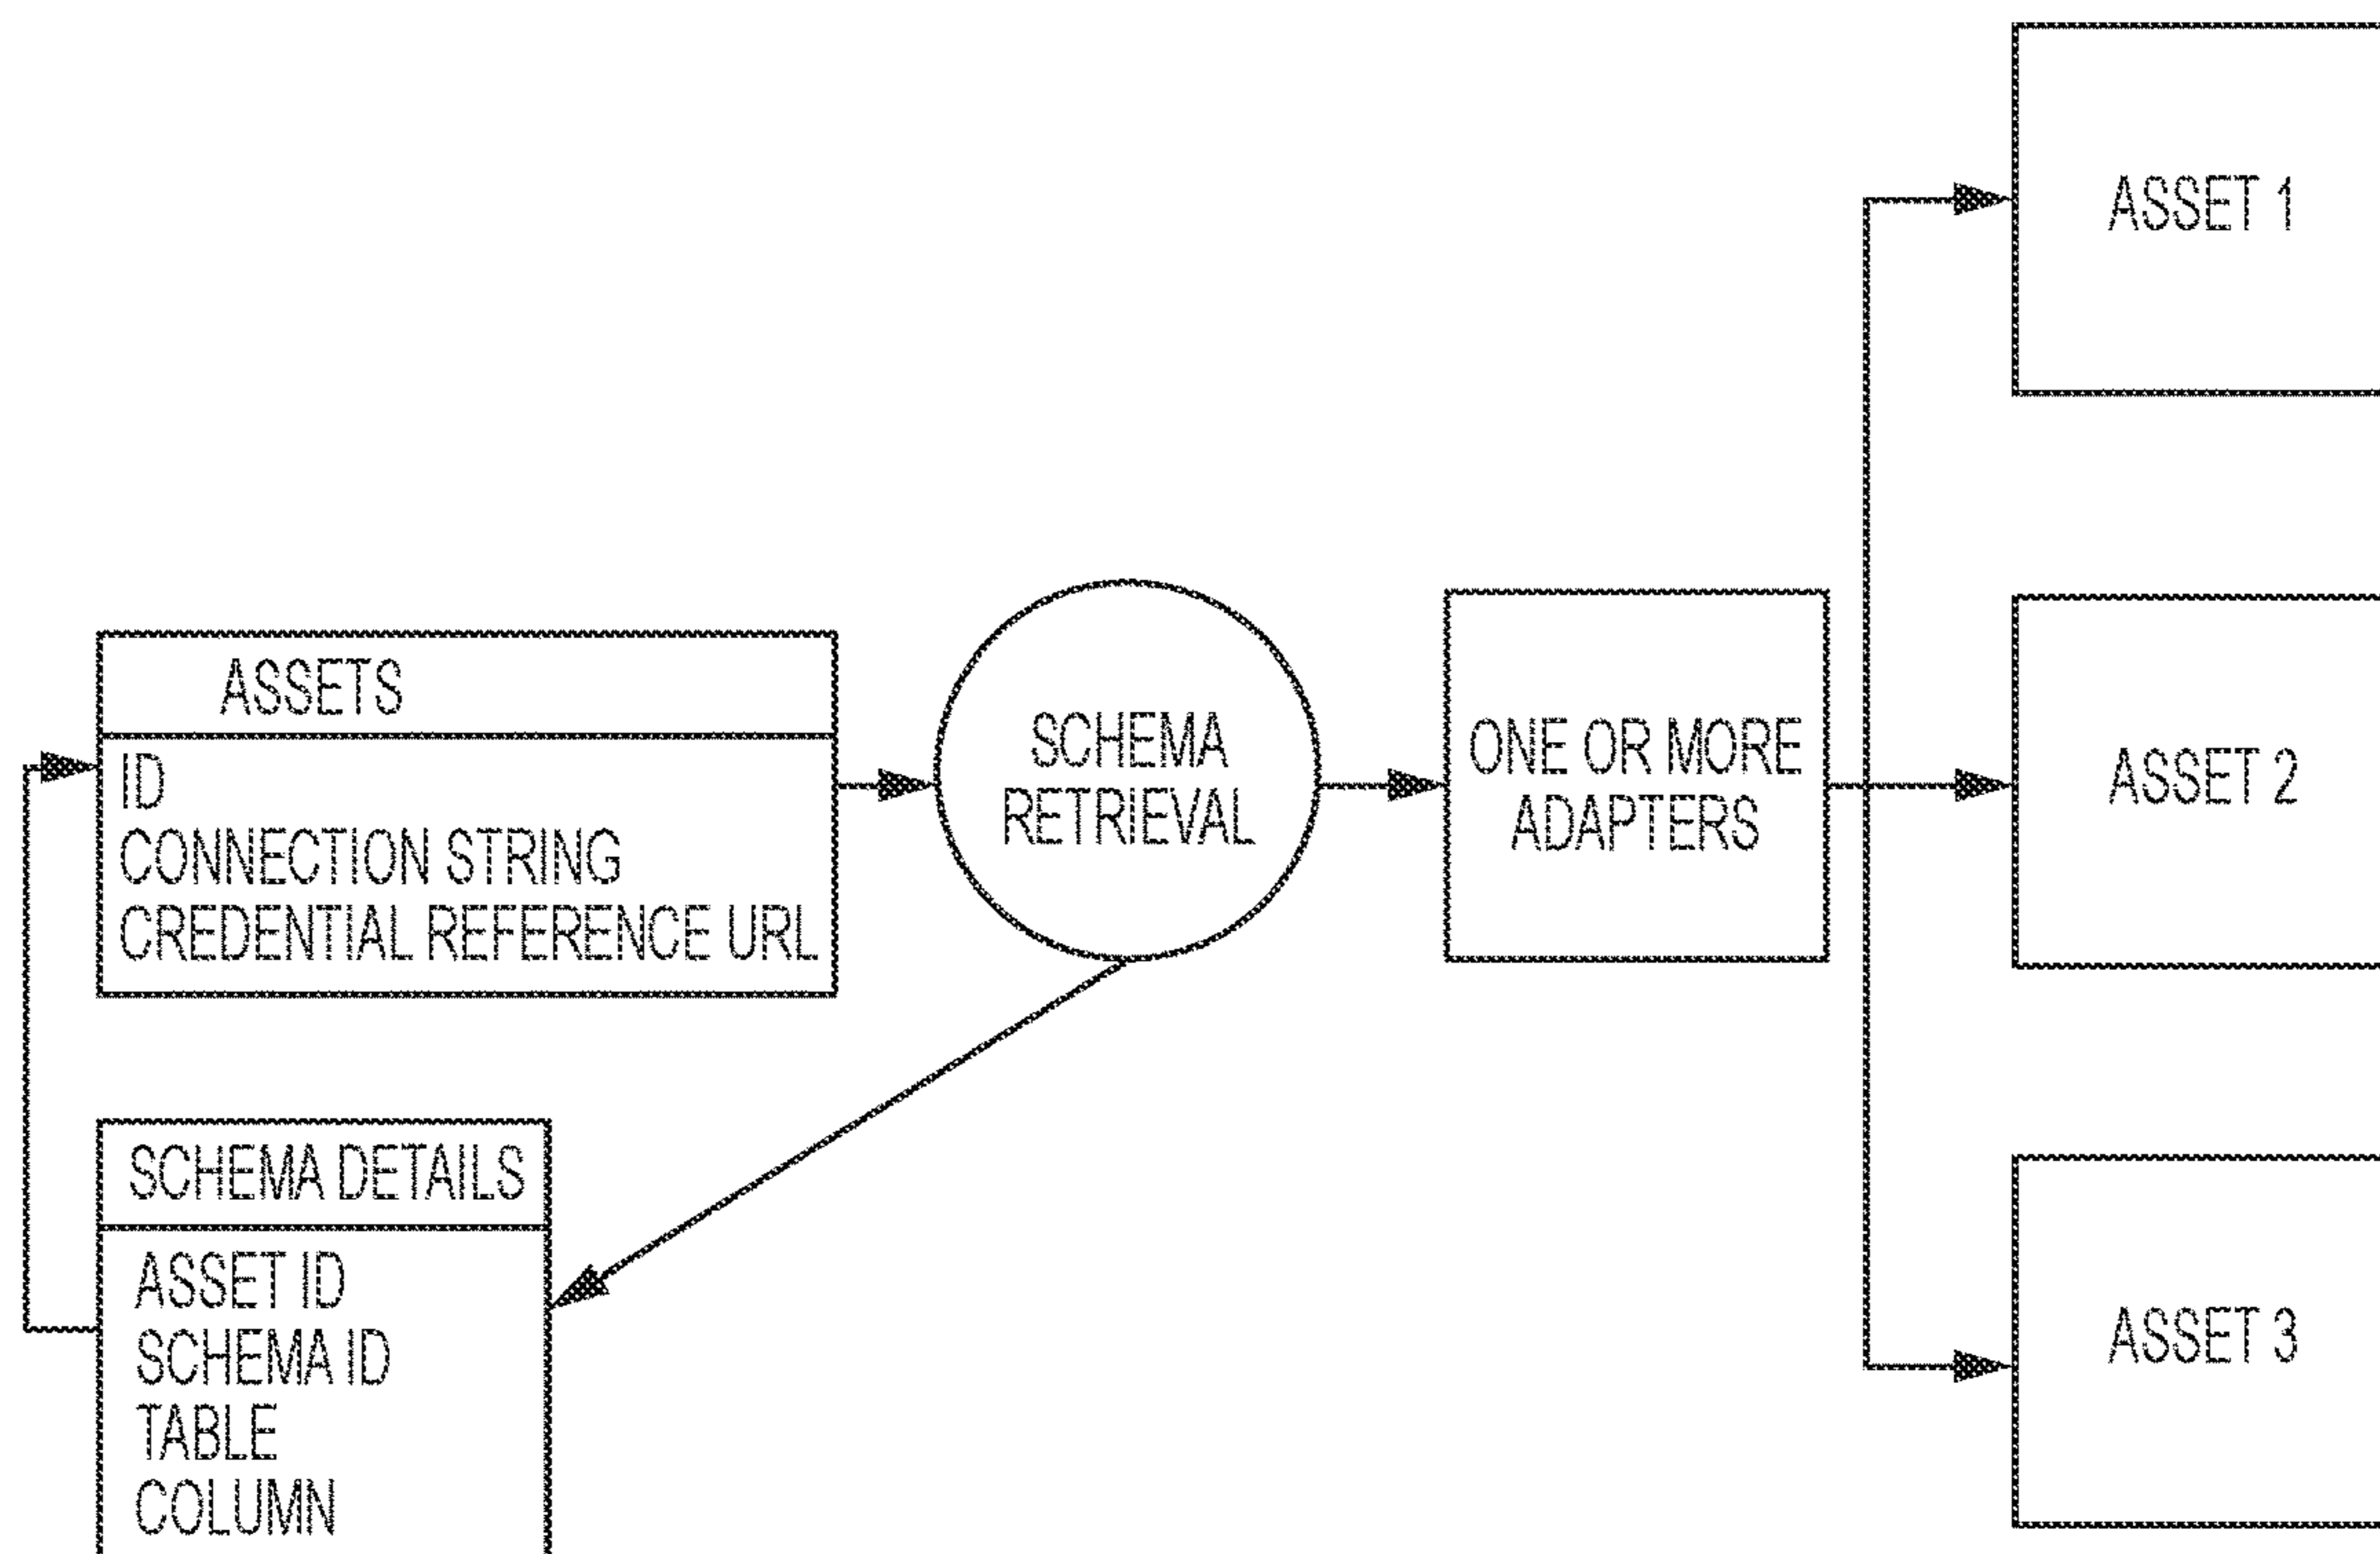 ASSETS
ID
CONNECTION STRING
CREDENTIAL REFERENCE URL
SCHEMA DETAILS
ASSET ID
SCHEMA ID
TABLE
COLUMN
SCHEMA
RETRIEVAL
ONE OR MORE
ADAPTERS
ASSET 1
ASSET 2
ASSET 3